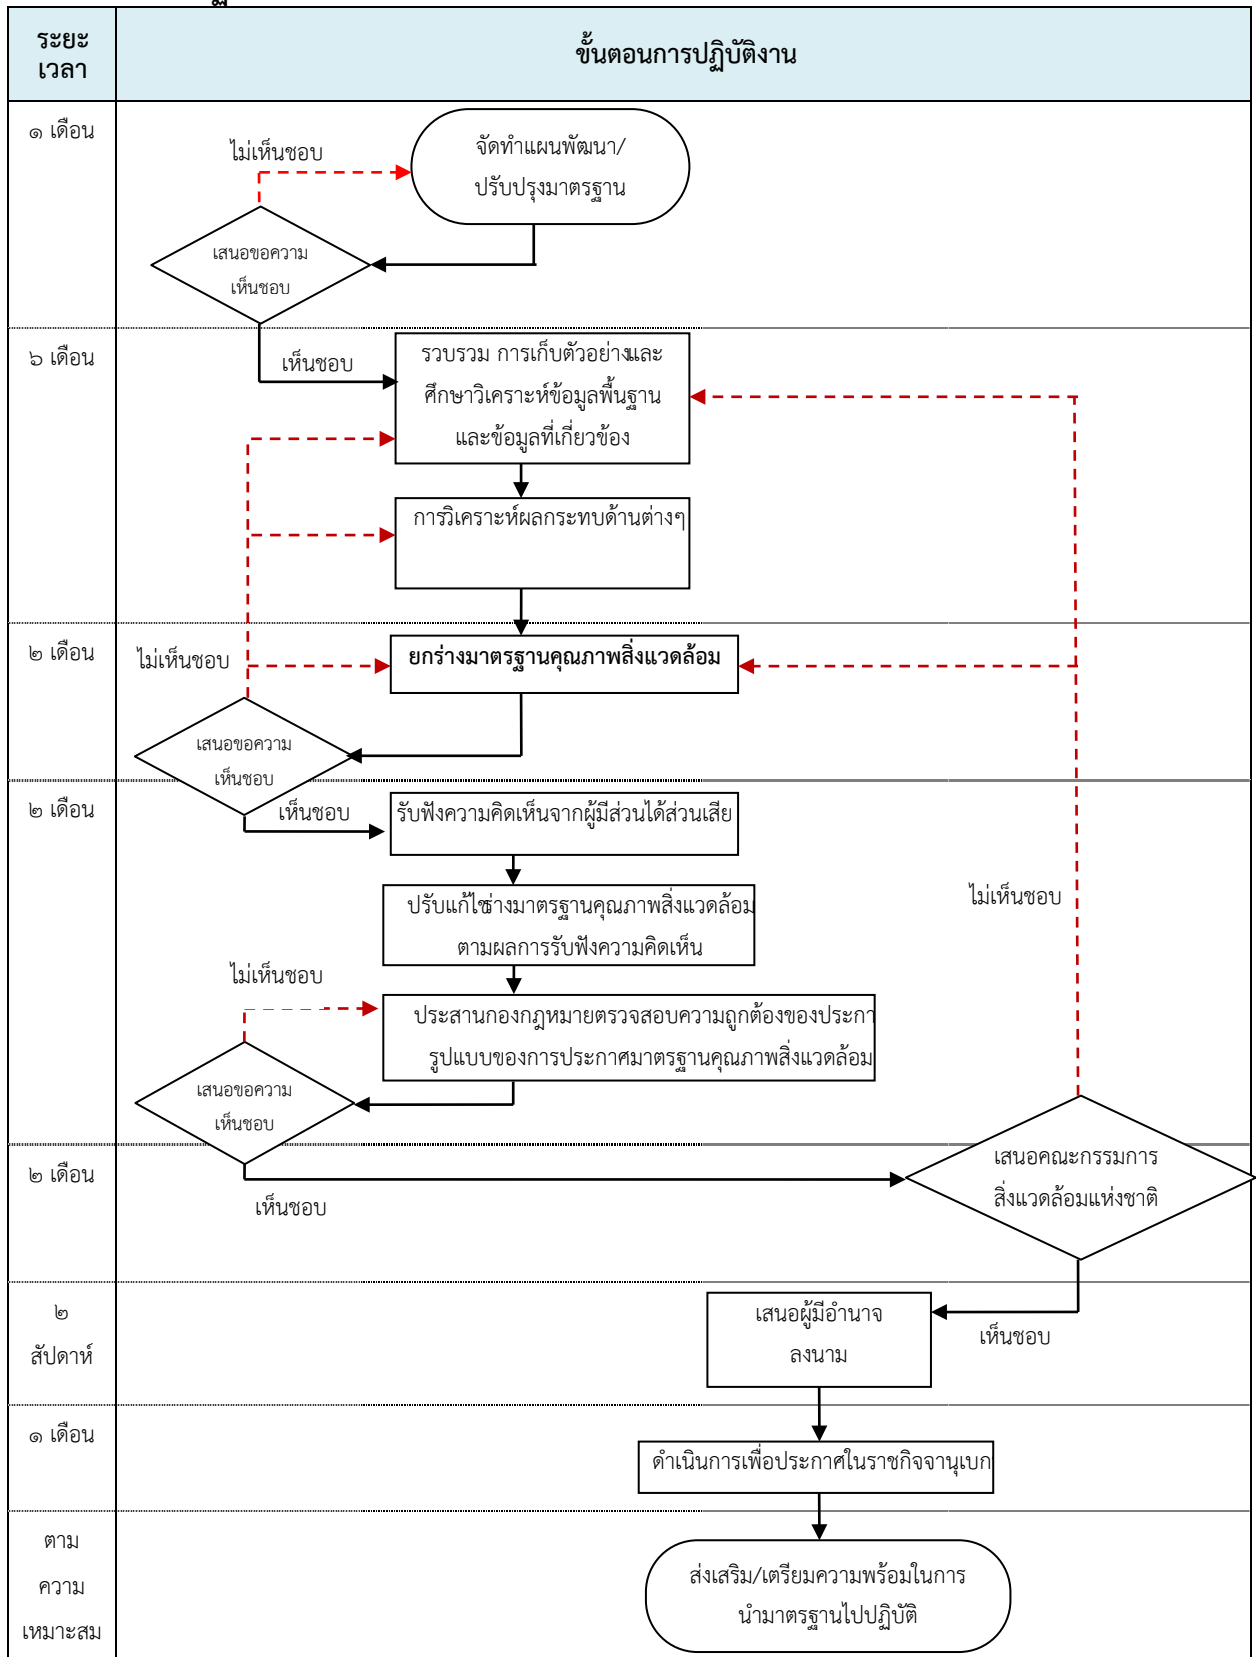 ระยะ
เวลา
ขั้นตอนการปฏิบัติงาน
๑ เดือน
ไม่เห็นชอบ
จัดทำแผนพัฒนา/
ปรับปรุงมาตรฐาน
เสนอขอความ
เห็นชอบ
๖ เดือน
เห็นชอบ
รวบรวม การเก็บตัวอย่างและ
ศึกษาวิเคราะห์ข้อมูลพื้นฐาน
และข้อมูลที่เกี่ยวข้อง
การวิเคราะห์ผลกระทบด้านต่างๆ
๒ เดือน
ไม่เห็นชอบ
ยกร่างมาตรฐานคุณภาพสิ่งแวดล้อม
เสนอขอความ
เห็นชอบ
๒ เดือน
เห็นชอบ
รับฟังความคิดเห็นจากผู้มีส่วนได้ส่วนเสีย
ปรับแก้ไขร่างมาตรฐานคุณภาพสิ่งแวดล้อม
ตามผลการรับฟังความคิดเห็น
ไม่เห็นชอบ
ไม่เห็นชอบ
ประสานกองกฎหมายตรวจสอบความถูกต้องของประกา
รูปแบบของการประกาศมาตรฐานคุณภาพสิ่งแวดล้อม
เสนอขอความ
เห็นชอบ
๒ เดือน
เห็นชอบ
เสนอคณะกรรมการ
สิ่งแวดล้อมแห่งชาติ
๒
สัปดาห์
เสนอผู้มีอำนาจ
ลงนาม
เห็นชอบ
๑ เดือน
ดำเนินการเพื่อประกาศในราชกิจจานุเบก
ตาม
ความ
เหมาะสม
ส่งเสริม/เตรียมความพร้อมในการ
นำมาตรฐานไปปฏิบัติ